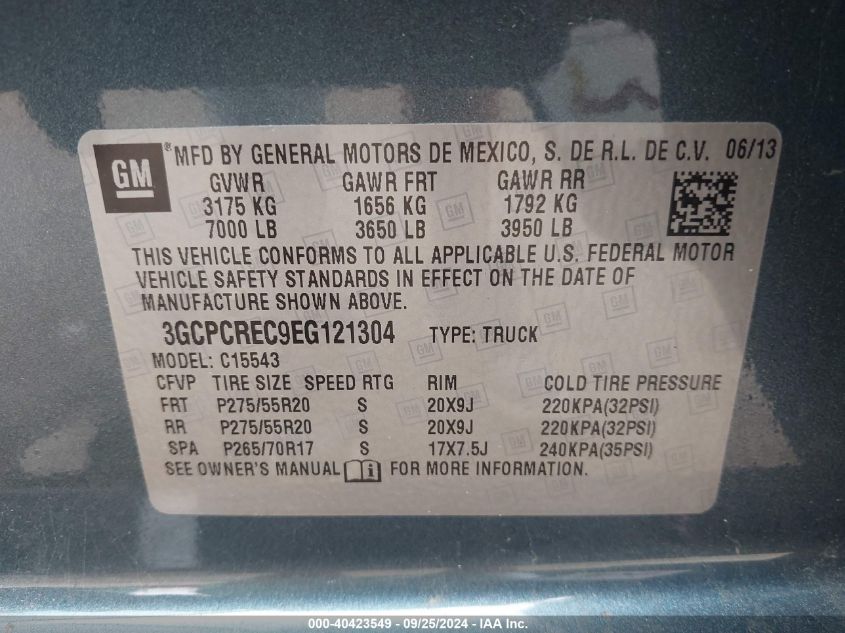 GM ® MFD BY GENERAL MOTORS DE MEXICO, S. DE R.L. DE C.V. 06/13
GVWR GAWR FRT GAWR RR
3175 KG 1656 KG 1792 KG
7000 LB 3650 LB 3950 LB
THIS VEHICLE CONFORMS TO ALL APPLICABLE U.S. FEDERAL MOTOR
VEHICLE SAFETY STANDARDS IN EFFECT ON THE DATE OF
MANUFACTURE SHOWN ABOVE.
3GCPCREC9EG121304 TYPE: TRUCK
MODEL: C15543
CFVP TIRE SIZE SPEED RTG RIM COLD TIRE PRESSURE
FRT P275/55R20 S 20X9J 220KPA(32PSI)
RR P275/55R20 S 20X9J 220KPA(32PSI)
SPA P265/70R17 S 17X7.5J 240KPA(35PSI)
SEE OWNER'S MANUAL i FOR MORE INFORMATION.
000-40423549 - 09/25/2024 - IAA Inc.